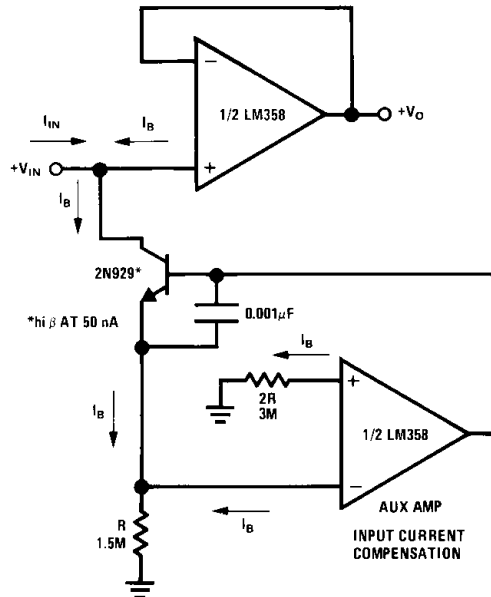 −
1/2 LM358
+V_O
I_IN
I_B
+
+V_IN
I_B
2N929*
*hi β AT 50 nA
0.001μF
I_B
+
2R
3M
I_B
1/2 LM358
−
AUX AMP
I_B
R
1.5M
INPUT CURRENT
COMPENSATION